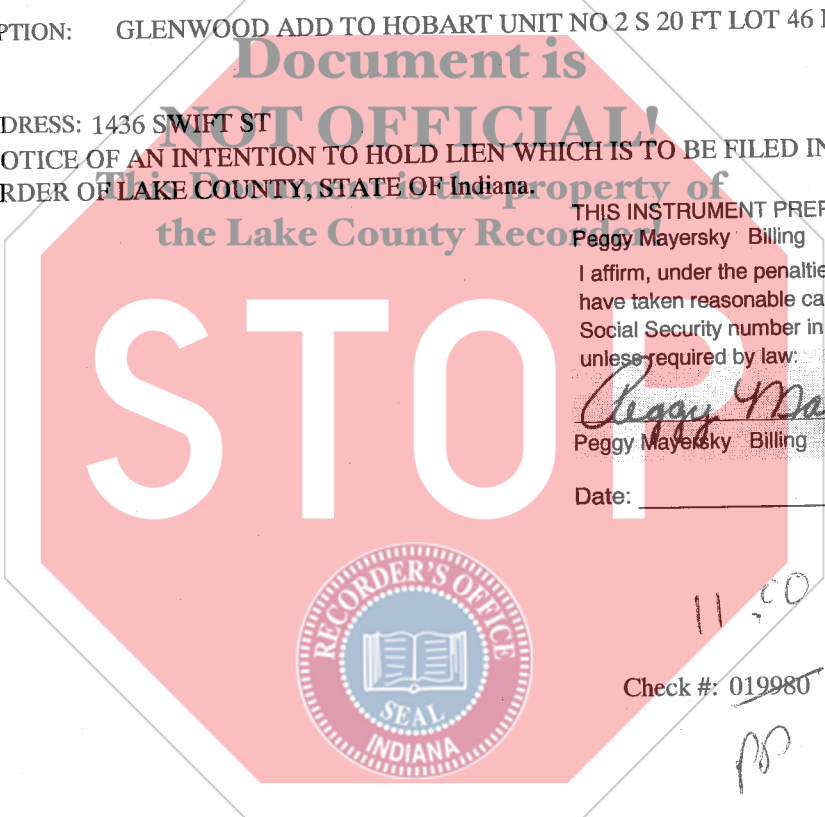 PTION: GLENWOOD ADD TO HOBART UNIT NO 2 S 20 FT LOT 46
Document is
DRESS: 1436 SWIFT ST
NOT OFFICIAL!
OTICE OF AN INTENTION TO HOLD LIEN WHICH IS TO BE FILED IN
RDER OF LAKE COUNTY, STATE OF Indiana.
This Document is the property of
the Lake County Recorder!
THIS INSTRUMENT PREP
Peggy Mayersky Billing
I affirm, under the penaltie
have taken reasonable ca
Social Security number in
unless required by law:
Peggy Ma
Peggy Mayersky Billing
Date:
STOP
11.50
Check #: 019980
RECORDER'S OFFICE
SEAL
INDIANA